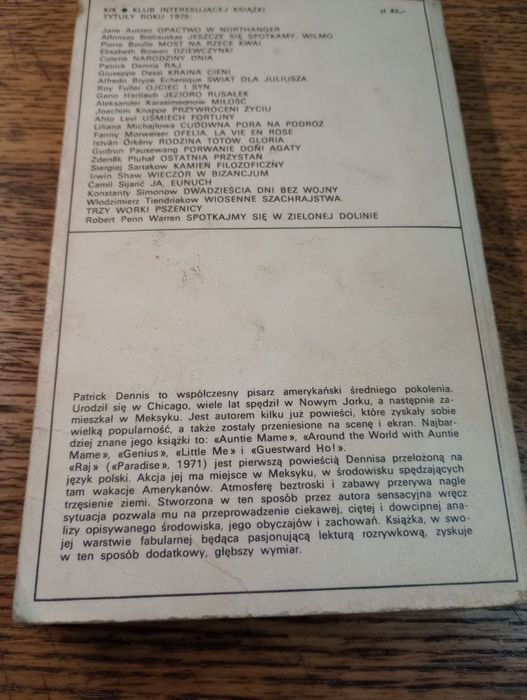 KIK ● KLUB INTERESUJĄCEJ KSIĄŻKI zł 40,—
TYTUŁY ROKU 1975:
Jane Austen OPACTWO W NORTHANGER
Alfonsas Bieliauskas JESZCZE SIĘ SPOTKAMY, WILMO
Pierre Boulle MOST NA RZECE KWAI
Elisabeth Bowen DZIEWCZYNKI
Colette NARODZINY DNIA
Patrick Dennis RAJ
Giuseppe Dessi KRAINA CIENI
Alfredo Bryce Echenique ŚWIAT DLA JULIUSZA
Roy Fuller OJCIEC I SYN
Geno Hartlaub JEZIORO RUSAŁEK
Aleksander Karasimeonow MIŁOŚĆ
Joachim Knappe PRZYWRÓCENI ŻYCIU
Ahto Levi UŚMIECH FORTUNY
Liliana Michajłowa CUDOWNA PORA NA PODRÓŻ
Fanny Morweiser OFELIA. LA VIE EN ROSE
István Örkény RODZINA TOTÓW. GLORIA
Gudrun Pausewang PORWANIE DOÑI AGATY
Zdeněk Pluhař OSTATNIA PRZYSTAŃ
Siergiej Sartakow KAMIEŃ FILOZOFICZNY
Irwin Shaw WIECZÓR W BIZANCJUM
Camil Sijarić JA, EUNUCH
Konstanty Simonow DWADZIEŚCIA DNI BEZ WOJNY
Włodzimierz Tiendriakow WIOSENNE SZACHRAJSTWA.
TRZY WORKI PSZENICY
Robert Penn Warren SPOTKAJMY SIĘ W ZIELONEJ DOLINIE
Patrick Dennis to współczesny pisarz amerykański średniego pokolenia.
Urodził się w Chicago, wiele lat spędził w Nowym Jorku, a następnie za-
mieszkał w Meksyku. Jest autorem kilku już powieści, które zyskały sobie
wielką popularność, a także zostały przeniesione na scenę i ekran. Najbar-
dziej znane jego książki to: «Auntie Mame», «Around the World with Auntie
Mame», «Genius», «Little Me» i «Guestward Ho!».
«Raj» («Paradise», 1971) jest pierwszą powieścią Dennisa przełożoną na
język polski. Akcja jej ma miejsce w Meksyku, w środowisku spędzających
tam wakacje Amerykanów. Atmosferę beztroski i zabawy przerywa nagle
trzęsienie ziemi. Stworzona w ten sposób przez autora sensacyjna wręcz
sytuacja pozwala mu na przeprowadzenie ciekawej, ciętej i dowcipnej ana-
lizy opisywanego środowiska, jego obyczajów i zachowań. Książka, w swo-
jej warstwie fabularnej będąca pasjonującą lekturą rozrywkową, zyskuje
w ten sposób dodatkowy, głębszy wymiar.